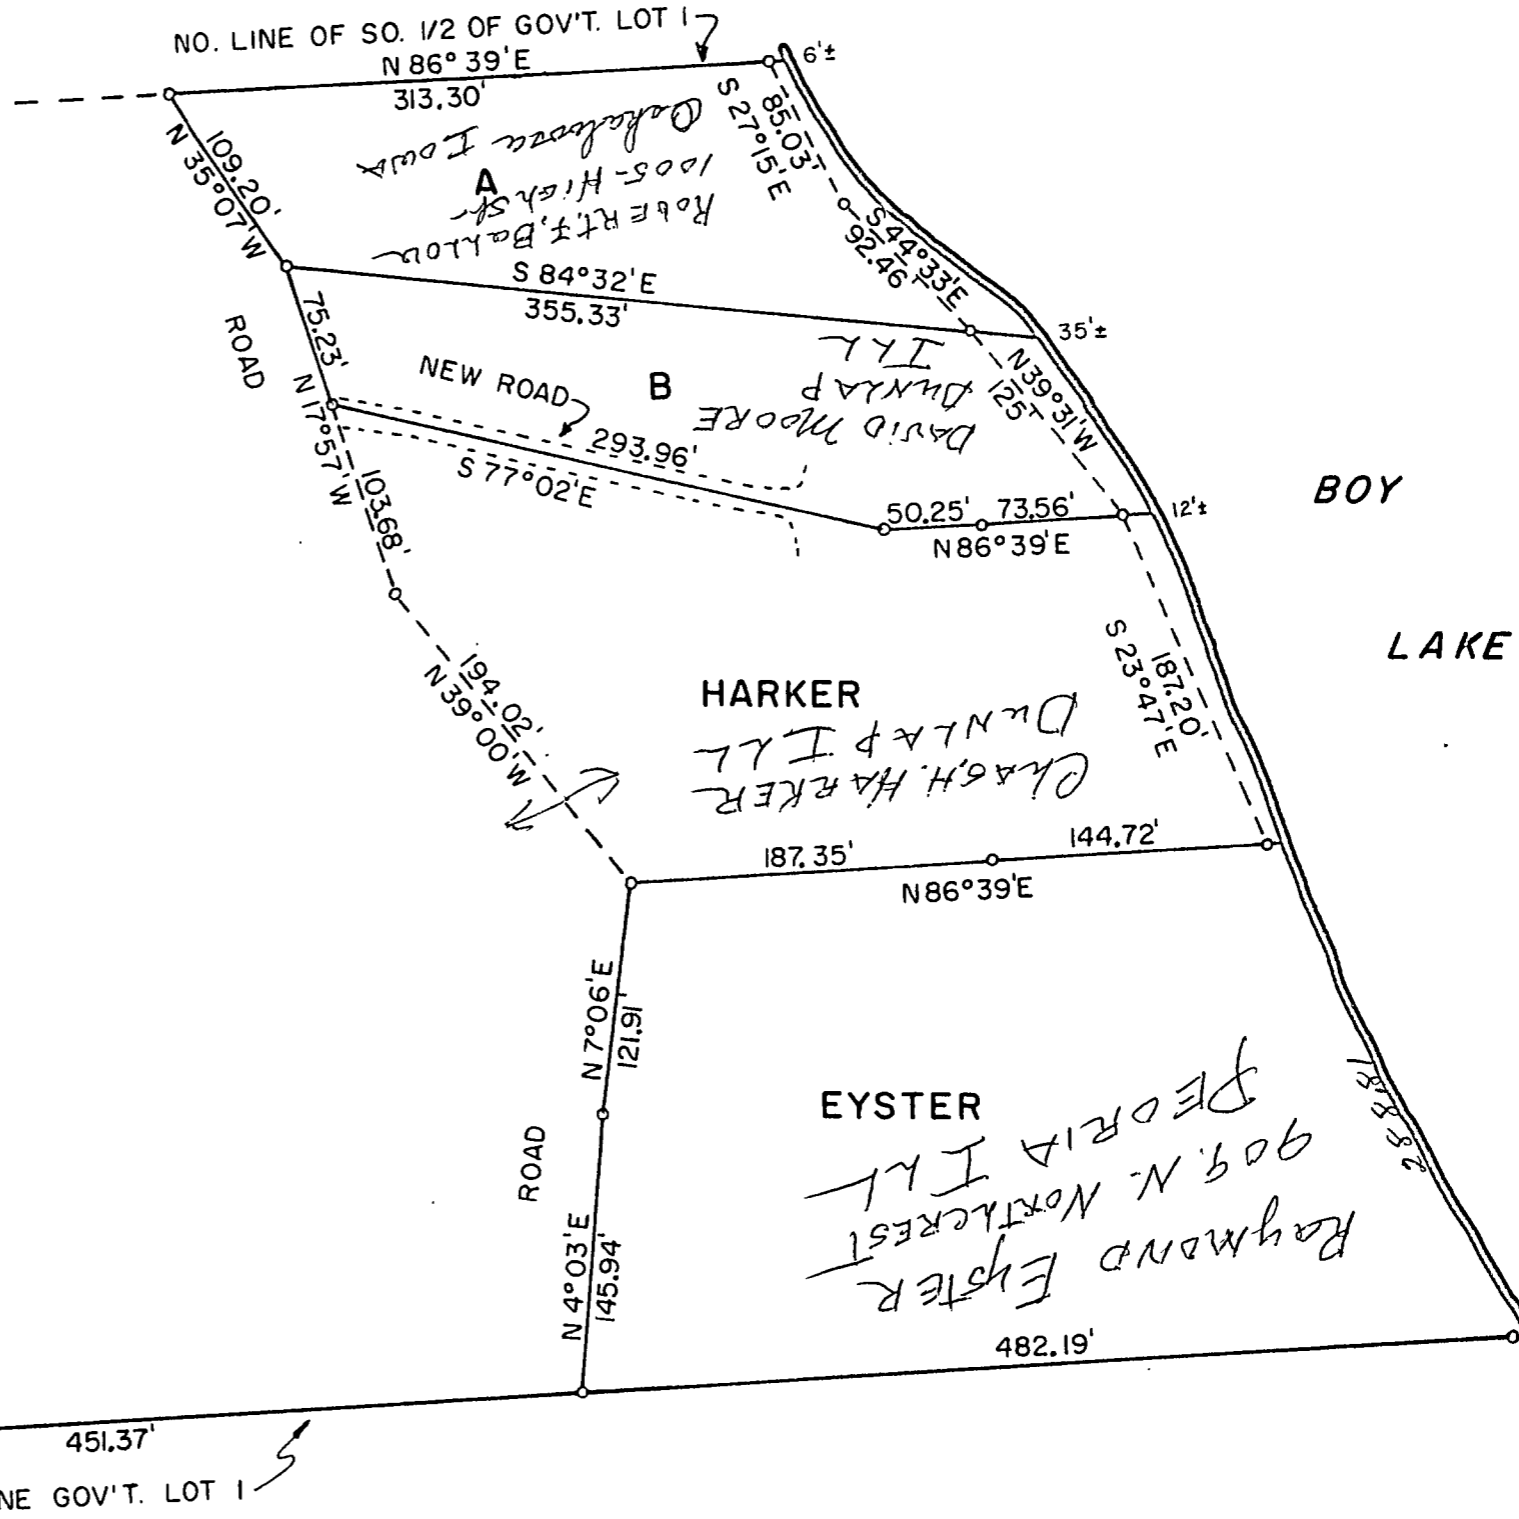 NO. LINE OF SO. 1/2 OF GOV'T. LOT 1
N 86° 39'E
313.30'
6'±
109.20'
N 35°07'W
85.03'
S 27°15'E
A
Robert F. Ballou
1005-High St
Oskaloosa Iowa
S 44°33'E
92.46'
S 84°32'E
355.33'
35'±
ROAD
75.23'
N 17°57'W
103.68'
NEW ROAD
B
DAVID MOORE
DUNLAP
ILL
N39°31'W
125'
293.96'
S 77°02'E
50.25'
73.56'
N86°39'E
12'±
BOY
LAKE
194.02'
N 39°00'W
HARKER
Chas. H. HARKER
DUNLAP ILL
187.20'
S 23°47'E
187.35'
144.72'
N86°39'E
N 7°06'E
121.91'
EYSTER
Raymond Eyster
909. N. NORTHCREST
PEORIA ILL
ROAD
N 4°03'E
145.94'
482.19'
451.37'
NE GOV'T. LOT 1